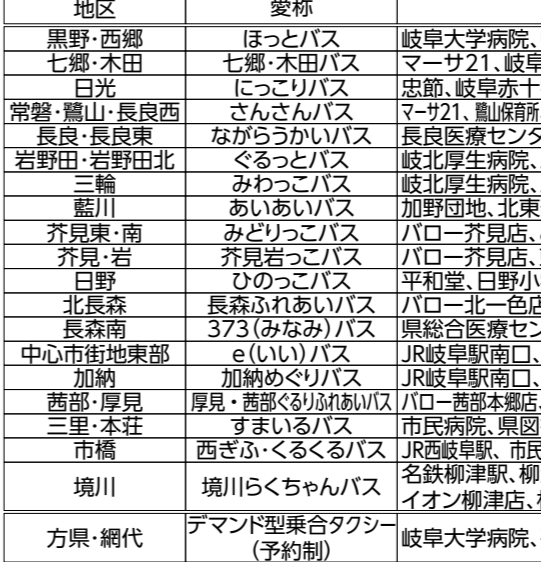 地区 愛称
黒野・西郷 ほっとバス 岐阜大学病院、
七郷・木田 七郷・木田バス マーサ21、岐阜
日光 にっこりバス 忠節、岐阜赤十
常磐・鷺山・長良西 さんさんバス マーサ21、鷺山保育所
長良・長良東 ながらうかいバス 長良医療センタ
岩野田・岩野田北 ぐるっとバス 岐北厚生病院、
三輪 みわっこバス 岐北厚生病院、
藍川 あいあいバス 加野団地、北東
芥見東・南 みどりっこバス バロー芥見店、
芥見・岩 芥見岩っこバス バロー芥見店、
日野 ひのっこバス 平和堂、日野小
北長森 長森ふれあいバス バロー北一色店
長森南 373(みなみ)バス 県総合医療セン
中心市街地東部 e(いい)バス JR岐阜駅南口、
加納 加納めぐりバス JR岐阜駅南口、
茜部・厚見 厚見・茜部ぐるりふれあいバス バロー茜部本郷店、
三里・本荘 すまいるバス 市民病院、県図
市橋 西ぎふ・くるくるバス JR西岐阜駅、市民
境川 境川らくちゃんバス 名鉄柳津駅、柳
イオン柳津店、
方県・網代 デマンド型乗合タクシー 岐阜大学病院、
(予約制)